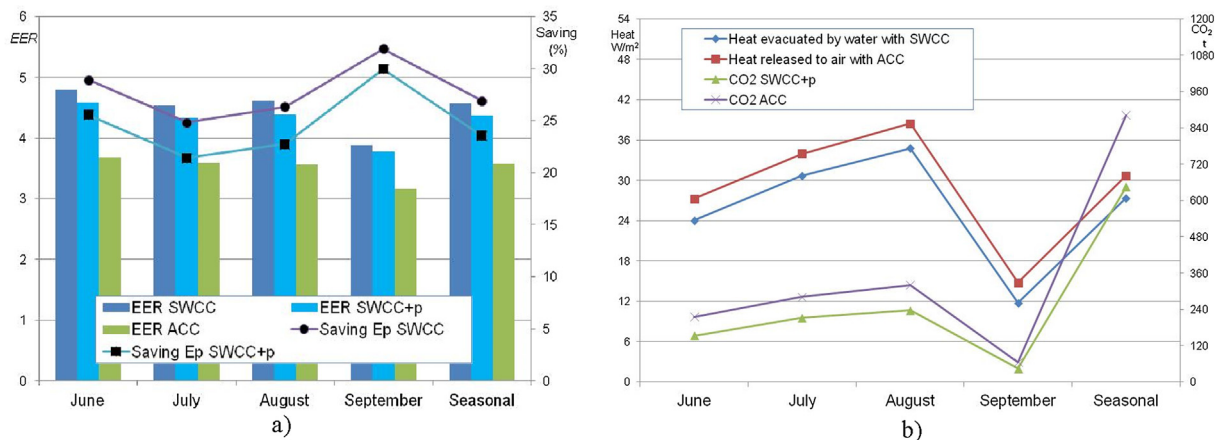 6
EER
5
4
3
2
1
0
35
Saving
(%)
30
25
20
15
10
5
0
EER SWCC
EER SWCC+p
EER ACC
Saving Ep SWCC
Saving Ep SWCC+p
June
July
August
September
Seasonal
a)
54
Heat
W/m²
48
42
36
30
24
18
12
6
0
1200
CO₂
t
1080
960
840
720
600
480
360
240
120
0
Heat evacuated by water with SWCC
Heat released to air with ACC
CO2 SWCC+p
CO2 ACC
June
July
August
September
Seasonal
b)